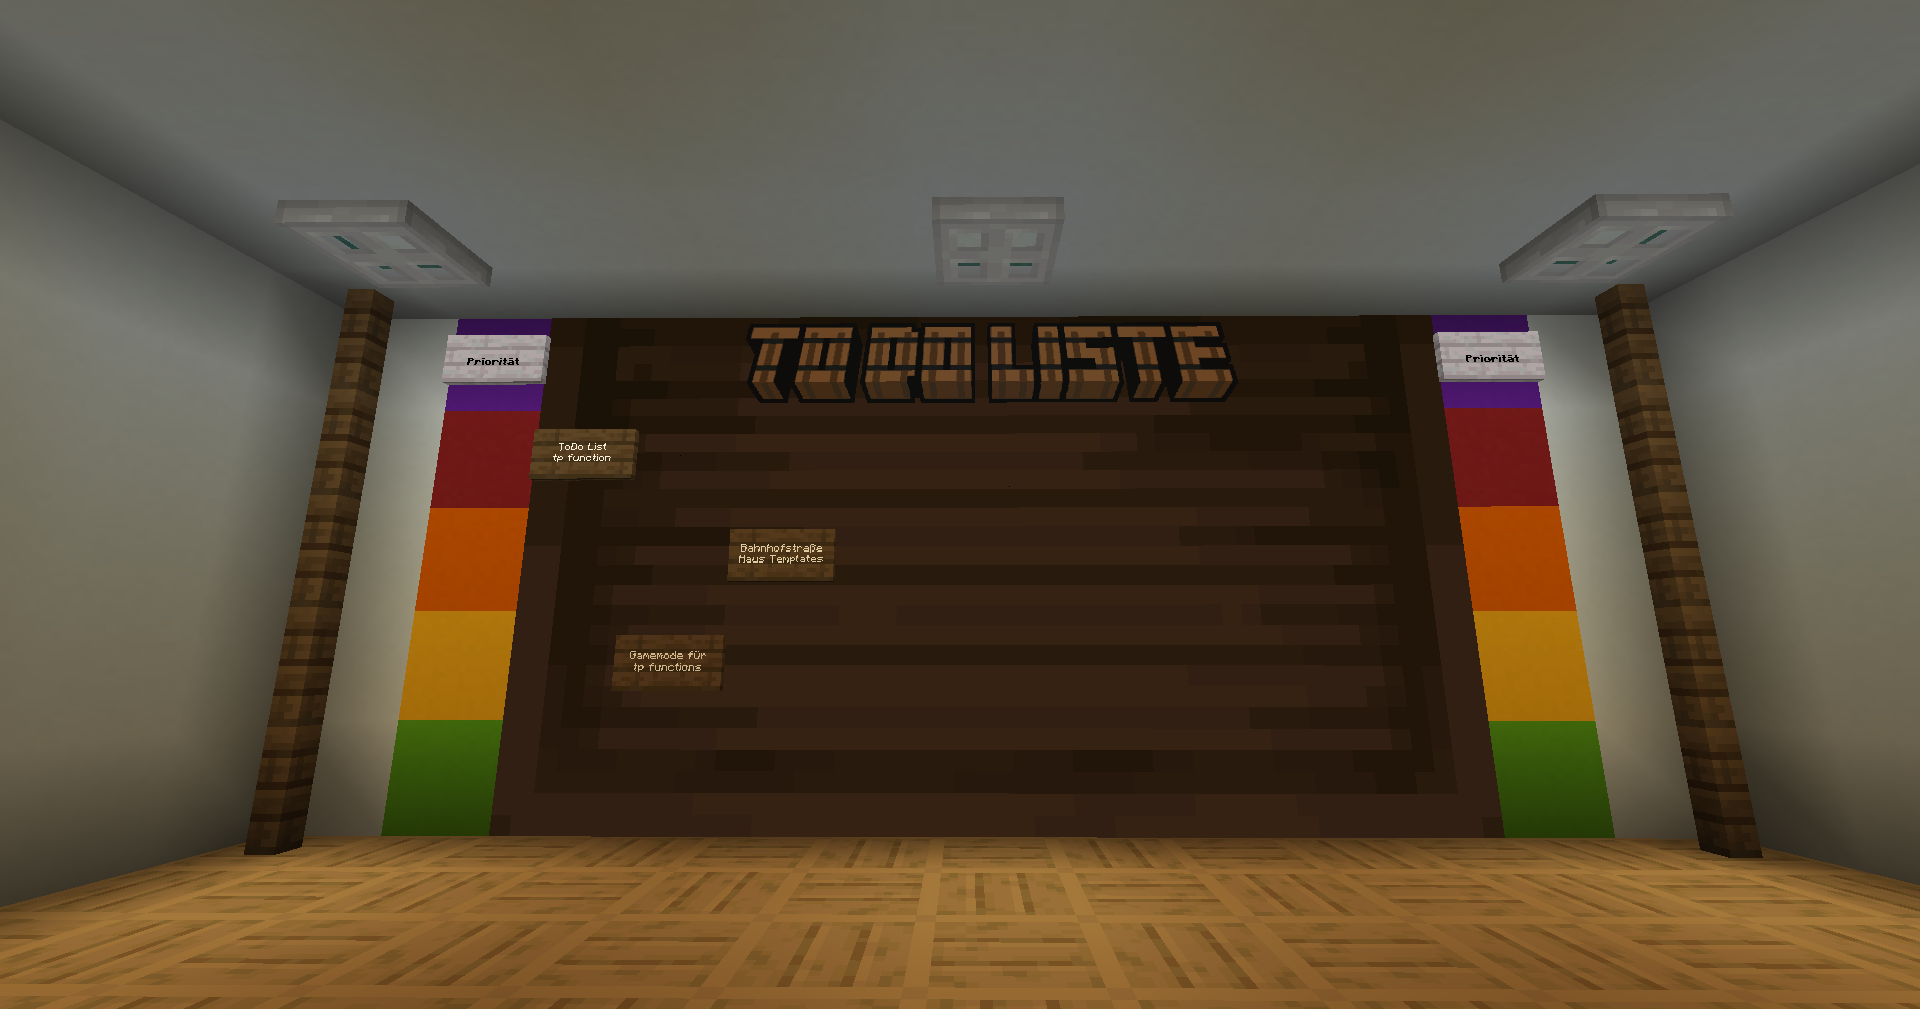 TODO LISTE
Priorität
Priorität
ToDo List
tp function
Bahnhofstraße
Haus Templates
Gamemode für
tp functions